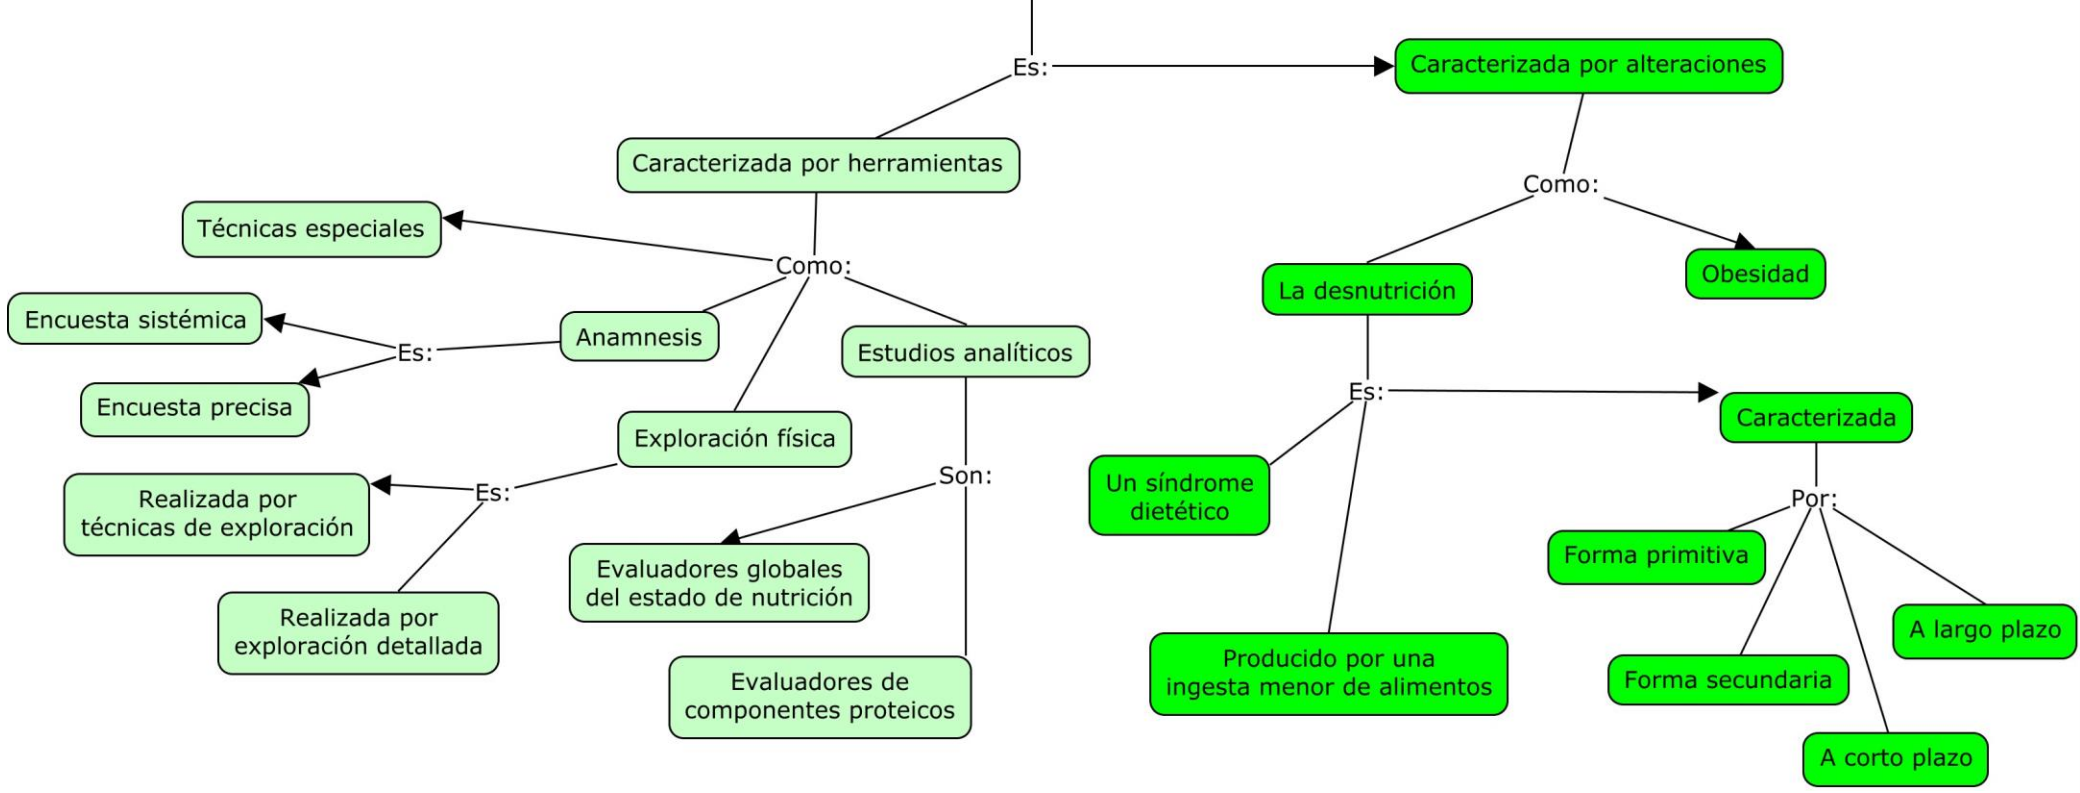 Es:
Caracterizada por alteraciones
Caracterizada por herramientas
Como:
Técnicas especiales
Como:
Obesidad
La desnutrición
Encuesta sistémica
Anamnesis
Es:
Estudios analíticos
Encuesta precisa
Es:
Caracterizada
Exploración física
Son:
Un síndrome
dietético
Por:
Realizada por
técnicas de exploración
Es:
Forma primitiva
Evaluadores globales
del estado de nutrición
A largo plazo
Realizada por
exploración detallada
Producido por una
ingesta menor de alimentos
Forma secundaria
Evaluadores de
componentes proteicos
A corto plazo